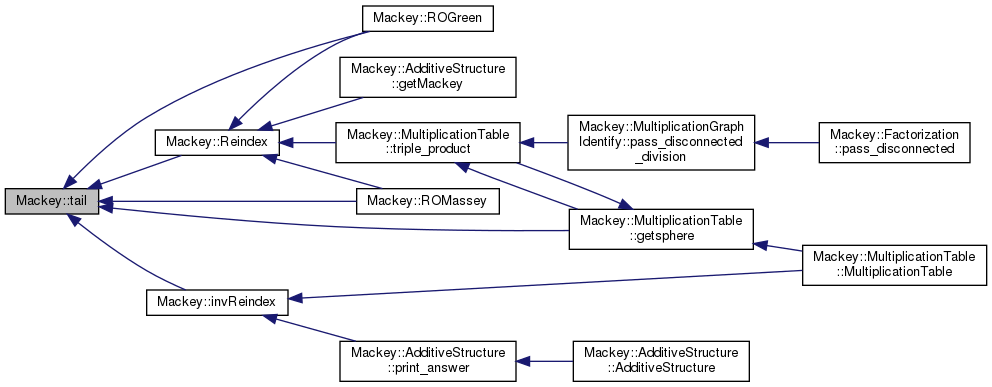 Mackey::ROGreen
Mackey::AdditiveStructure
::getMackey
Mackey::Reindex
Mackey::MultiplicationTable
::triple_product
Mackey::MultiplicationGraph
Identify::pass_disconnected
_division
Mackey::Factorization
::pass_disconnected
Mackey::tail
Mackey::ROMassey
Mackey::MultiplicationTable
::getsphere
Mackey::MultiplicationTable
::MultiplicationTable
Mackey::invReindex
Mackey::AdditiveStructure
::print_answer
Mackey::AdditiveStructure
::AdditiveStructure